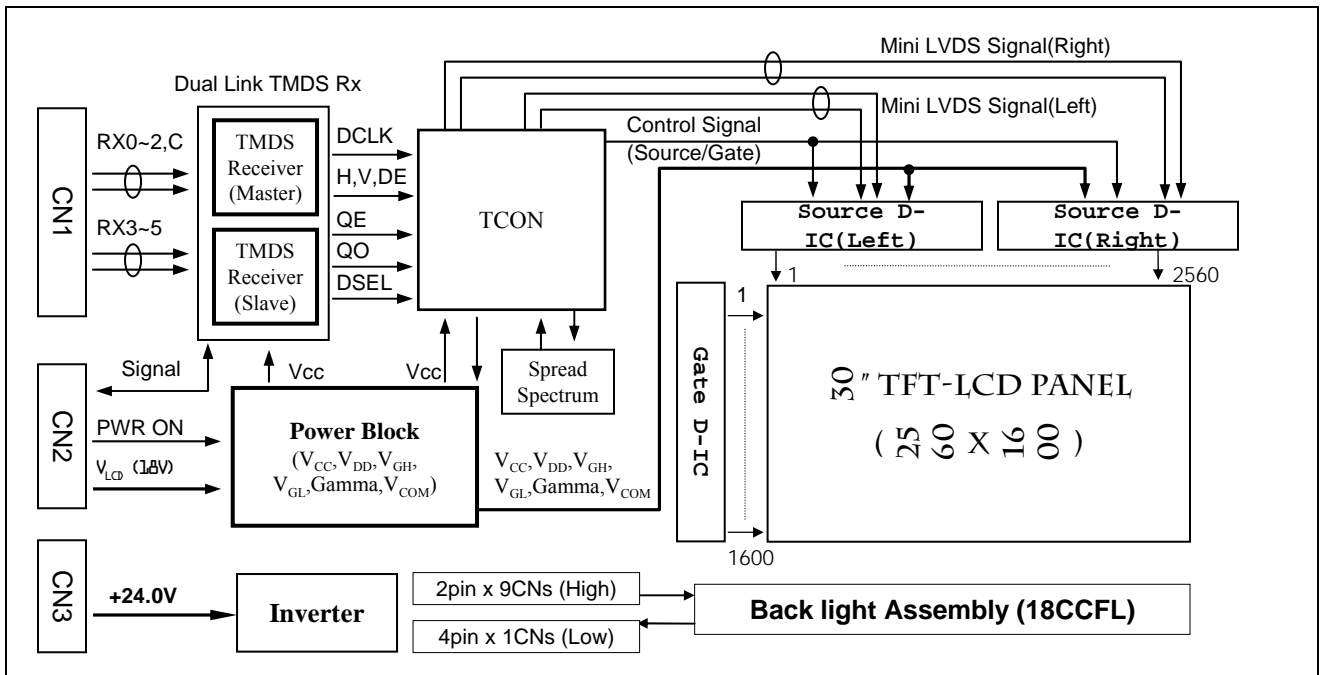 Mini LVDS Signal(Right)
Dual Link TMDS Rx
Mini LVDS Signal(Left)
CN1
RX0~2,C
RX3~5
TMDS
Receiver
(Master)
TMDS
Receiver
(Slave)
DCLK
H,V,DE
QE
QO
DSEL
TCON
Control Signal
(Source/Gate)
Source D-
IC(Left)
Source D-
IC(Right)
1
2560
1
Gate D-IC
1600
30" TFT-LCD PANEL
( 2560 X 1600 )
CN2
Signal
PWR ON
VLCD (18V)
Vcc
Vcc
Spread
Spectrum
Power Block
(VCC,VDD,VGH,
VGL,Gamma,VCOM)
VCC,VDD,VGH,
VGL,Gamma,VCOM
CN3
+24.0V
Inverter
2pin x 9CNs (High)
4pin x 1CNs (Low)
Back light Assembly (18CCFL)